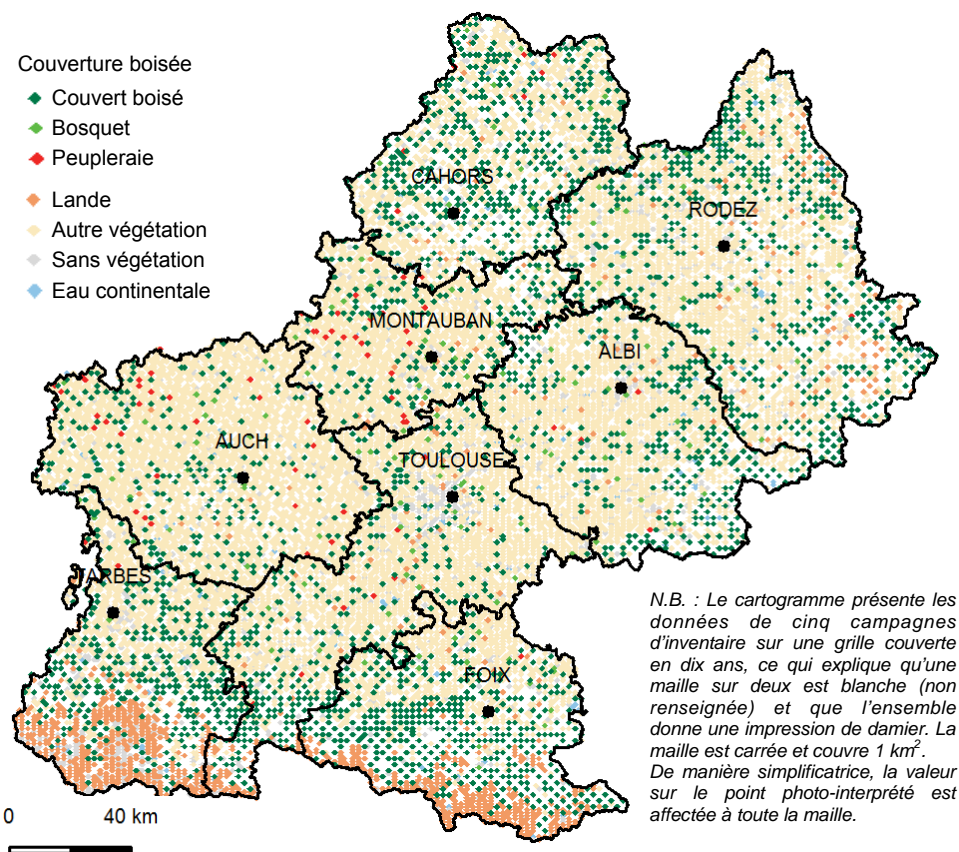 Couverture boisée
Couvert boisé
Bosquet
Peupleraie
Lande
Autre végétation
Sans végétation
Eau continentale
CAHORS
RODEZ
MONTAUBAN
ALBI
AUCH
TOULOUSE
TARBES
FOIX
N.B. : Le cartogramme présente les
données de cinq campagnes
d'inventaire sur une grille couverte
en dix ans, ce qui explique qu'une
maille sur deux est blanche (non
renseignée) et que l'ensemble
donne une impression de damier. La
maille est carrée et couvre 1 km².
De manière simplificatrice, la valeur
sur le point photo-interprété est
affectée à toute la maille.
0 40 km